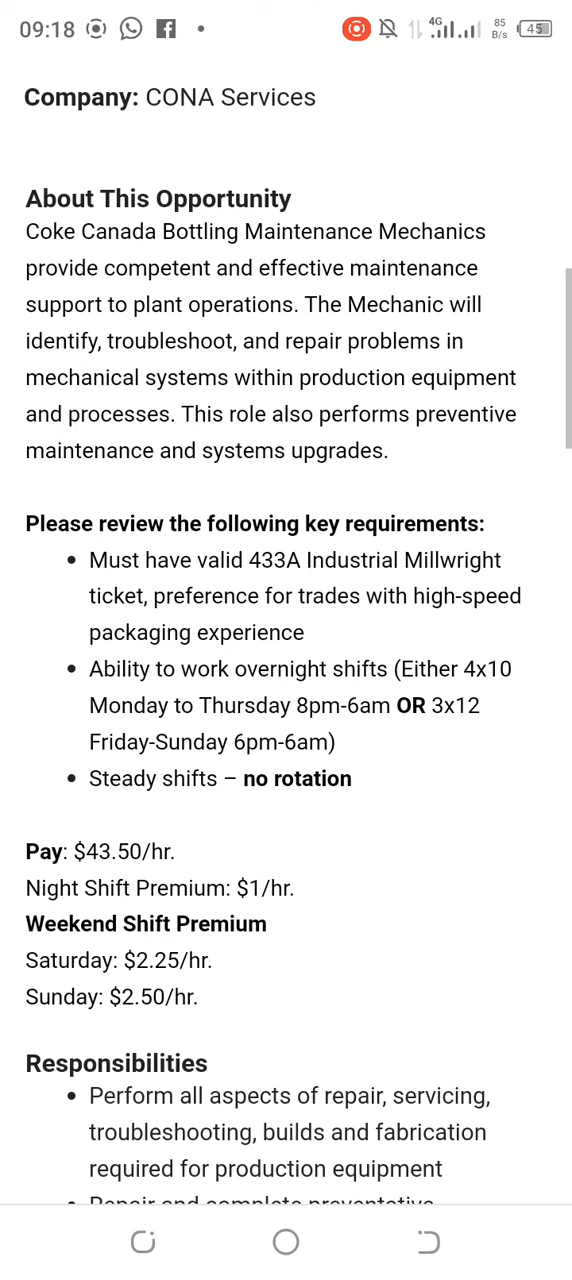 09:18
4G
85
B/s
45
Company: CONA Services
About This Opportunity
Coke Canada Bottling Maintenance Mechanics
provide competent and effective maintenance
support to plant operations. The Mechanic will
identify, troubleshoot, and repair problems in
mechanical systems within production equipment
and processes. This role also performs preventive
maintenance and systems upgrades.
Please review the following key requirements:
• Must have valid 433A Industrial Millwright
ticket, preference for trades with high-speed
packaging experience
• Ability to work overnight shifts (Either 4x10
Monday to Thursday 8pm-6am OR 3x12
Friday-Sunday 6pm-6am)
• Steady shifts – no rotation
Pay: $43.50/hr.
Night Shift Premium: $1/hr.
Weekend Shift Premium
Saturday: $2.25/hr.
Sunday: $2.50/hr.
Responsibilities
• Perform all aspects of repair, servicing,
troubleshooting, builds and fabrication
required for production equipment
• Repair and complete preventative